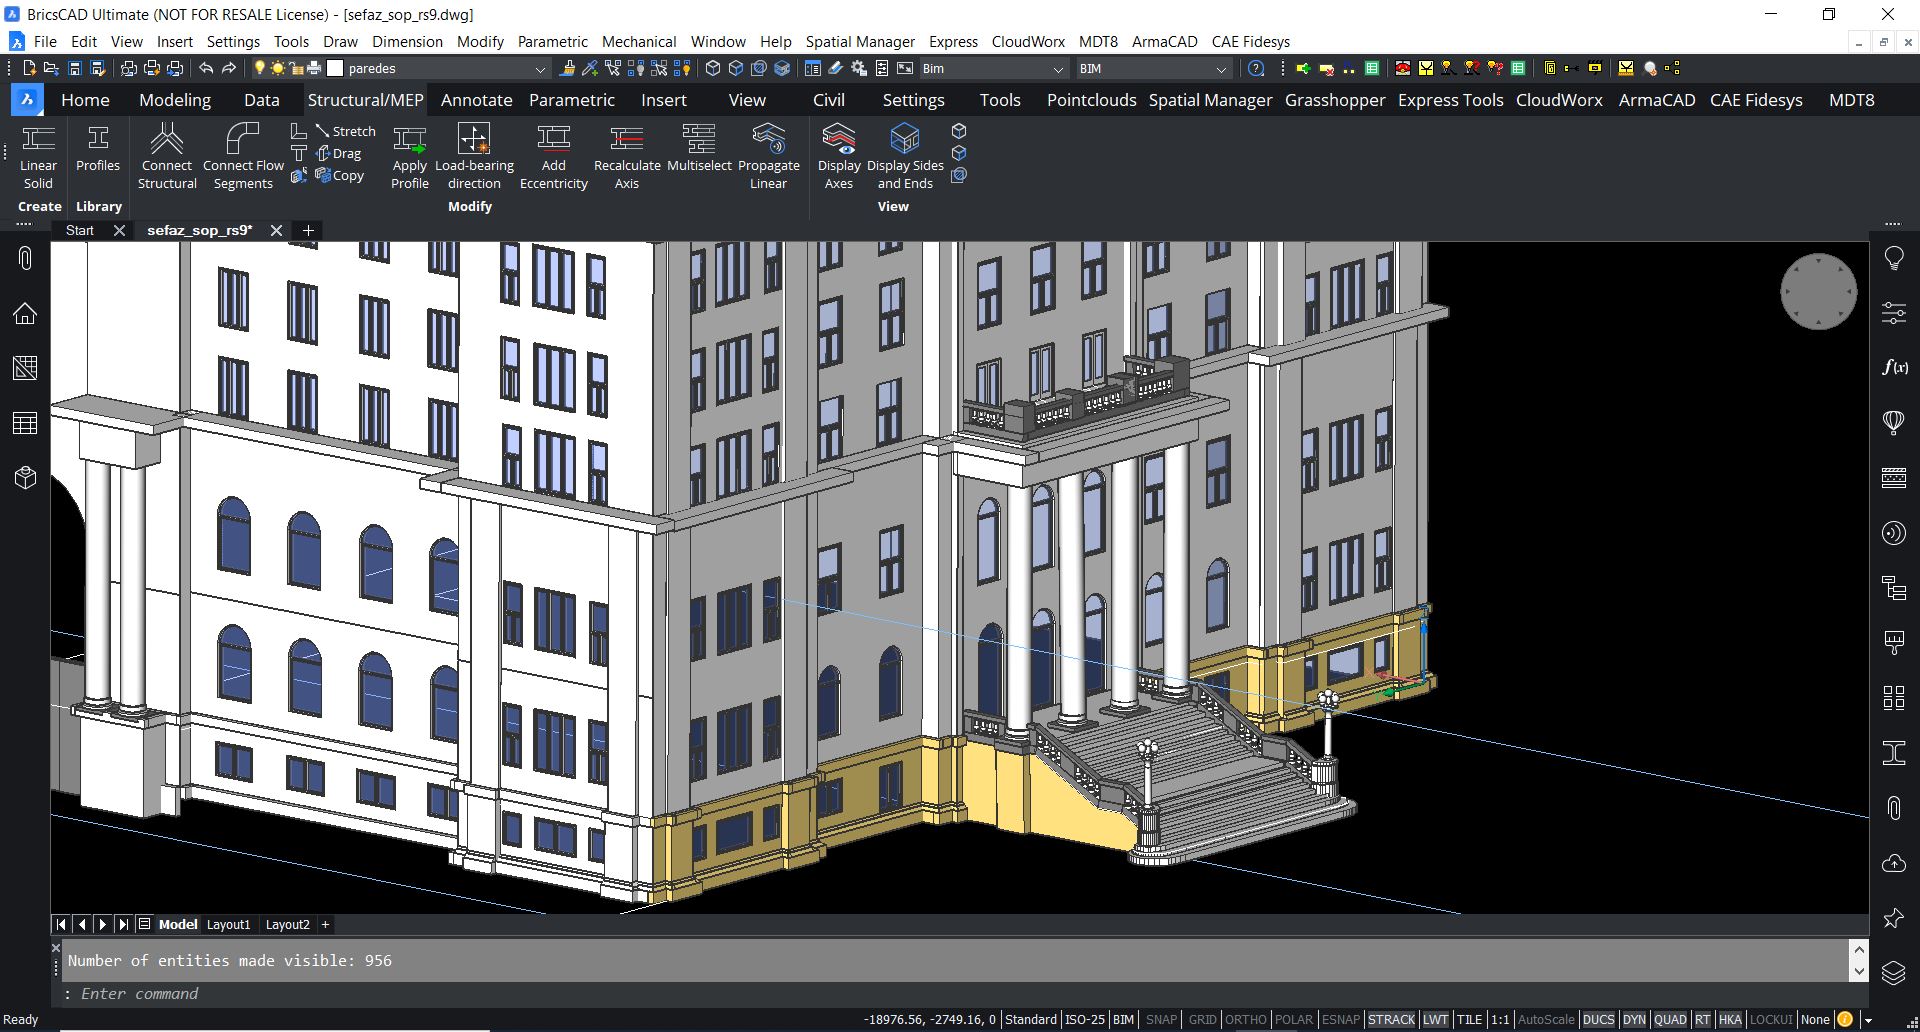 BricsCAD Ultimate (NOT FOR RESALE License) - [sefaz_sop_rs9.dwg]
File Edit View Insert Settings Tools Draw Dimension Modify Parametric Mechanical Window Help Spatial Manager Express CloudWorx MDT8 ArmaCAD CAE Fidesys
paredes Bim BIM
Home Modeling Data Structural/MEP Annotate Parametric Insert View Civil Settings Tools Pointclouds Spatial Manager Grasshopper Express Tools CloudWorx ArmaCAD CAE Fidesys MDT8
Linear Solid
Profiles
Connect Structural
Connect Flow Segments
Stretch
Drag
Copy
Apply Profile
Load-bearing direction
Add Eccentricity
Recalculate Axis
Multiselect
Propagate Linear
Display Axes
Display Sides and Ends
Create Library Modify View
Start sefaz_sop_rs9*
f(x)
Model Layout1 Layout2 +
Number of entities made visible: 956
: Enter command
Ready -18976.56, -2749.16, 0 Standard ISO-25 BIM SNAP GRID ORTHO POLAR ESNAP STRACK LWT TILE 1:1 AutoScale DUCS DYN QUAD RT HKA LOCKUI None